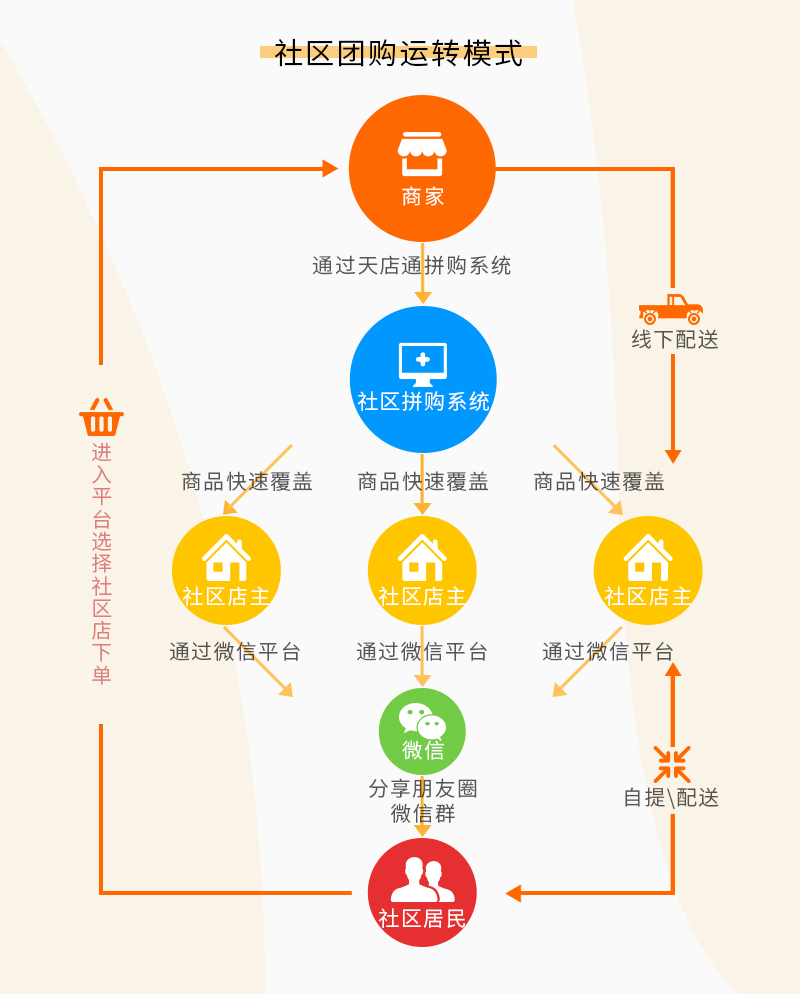 社区团购运转模式
商家
通过天店通拼购系统
线下配送
社区拼购系统
进入平台选择社区店下单
商品快速覆盖
商品快速覆盖
商品快速覆盖
社区店主
社区店主
社区店主
通过微信平台
通过微信平台
通过微信平台
微信
分享朋友圈
微信群
自提\配送
社区居民